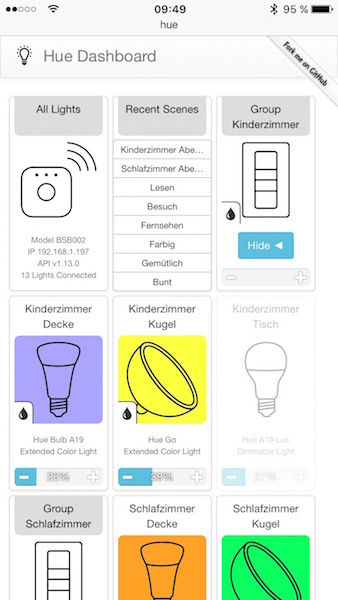 09:49
95 %
hue
Hue Dashboard
Fork me on GitHub
All Lights
Model BSB002
IP 192.168.1.197
API v1.13.0
13 Lights Connected
Recent Scenes
Kinderzimmer Abe...
Schlafzimmer Abe...
Lesen
Besuch
Fernsehen
Farbig
Gemütlich
Bunt
Group
Kinderzimmer
Hide ◄
Kinderzimmer
Decke
Hue Bulb A19
Extended Color Light
25%
Kinderzimmer
Kugel
Hue Go
Extended Color Light
39%
Kinderzimmer
Tisch
Hue A19 Lux
Dimmable Light
27%
Group
Schlafzimmer
Schlafzimmer
Decke
Schlafzimmer
Kugel